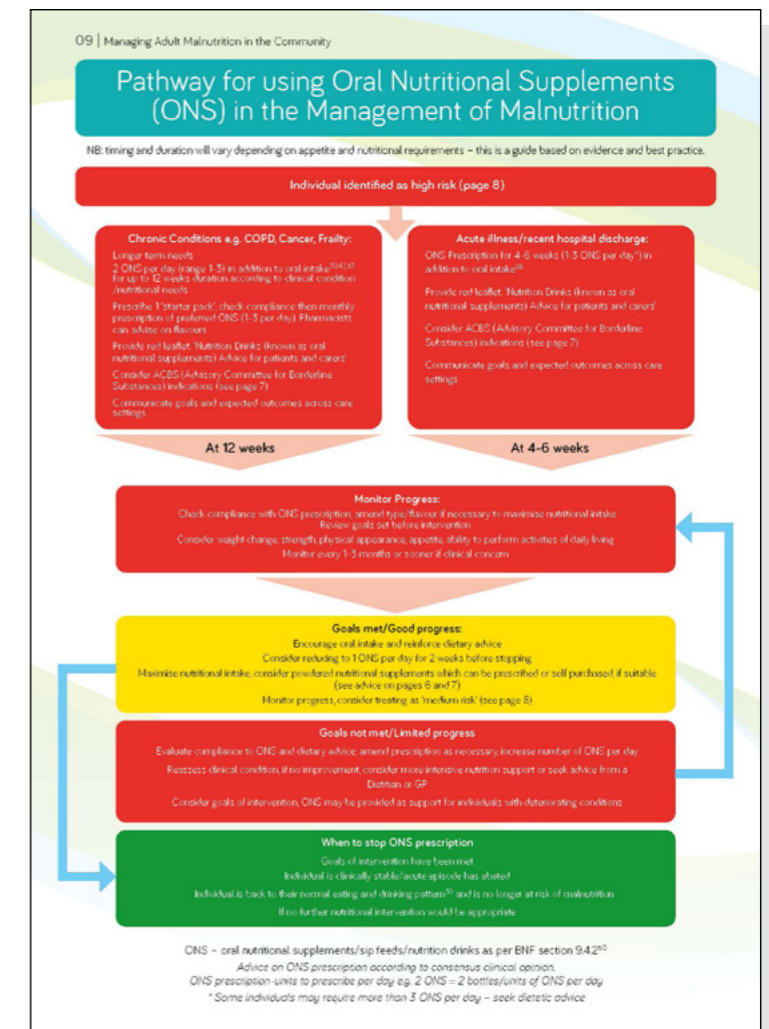 09 | Managing Adult Malnutrition in the Community
Pathway for using Oral Nutritional Supplements
(ONS) in the Management of Malnutrition
NB: timing and duration will vary depending on appetite and nutritional requirements – this is a guide based on evidence and best practice.
Individual identified as high risk (page 8)
Chronic Conditions e.g. COPD, Cancer, Frailty:
Longer term needs
2 ONS per day (range 1-3) in addition to oral intake
for up to 12 weeks duration according to clinical condition
/nutritional needs
Prescribe 1 'starter pack', check compliance then monthly
prescription of preferred ONS (1-3 per day). Pharmacists
can advise on flavours
Provide red leaflet: 'Nutrition Drinks (known as oral
nutritional supplements) Advice for patients and carers'
Consider ACBS (Advisory Committee for Borderline
Substances) indications (see page 7)
Communicate goals and expected outcomes across care
settings
Acute illness/recent hospital discharge:
ONS Prescription for 4-6 weeks (1-3 ONS per day*) in
addition to oral intake
Provide red leaflet: 'Nutrition Drinks (known as oral
nutritional supplements) Advice for patients and carers'
Consider ACBS (Advisory Committee for Borderline
Substances) indications (see page 7)
Communicate goals and expected outcomes across care
settings
At 12 weeks
At 4-6 weeks
Monitor Progress:
Check compliance with ONS prescription; amend type/flavour if necessary to maximise nutritional intake
Review goals set before intervention
Consider weight change, strength, physical appearance, appetite, ability to perform activities of daily living
Monitor every 1-3 months or sooner if clinical concern
Goals met/Good progress:
Encourage oral intake and reinforce dietary advice
Consider reducing to 1 ONS per day for 2 weeks before stopping
Maximise nutritional intake, consider powdered nutritional supplements which can be prescribed or self purchased, if suitable
(see advice on pages 6 and 7)
Monitor progress, consider treating as 'medium risk' (see page 8)
Goals not met/Limited progress
Evaluate compliance to ONS and dietary advice; amend prescription as necessary, increase number of ONS per day
Reassess clinical condition, if no improvement, consider more intensive nutrition support or seek advice from a
Dietitian or GP
Consider goals of intervention, ONS may be provided as support for individuals with deteriorating conditions
When to stop ONS prescription
Goals of intervention have been met
Individual is clinically stable/acute episode has abated
Individual is back to their normal eating and drinking pattern and is no longer at risk of malnutrition
If no further nutritional intervention would be appropriate
ONS – oral nutritional supplements/sip feeds/nutrition drinks as per BNF section 9.4.2
Advice on ONS prescription according to consensus clinical opinion.
ONS prescription-units to prescribe per day e.g. 2 ONS = 2 bottles/units of ONS per day
* Some individuals may require more than 3 ONS per day – seek dietetic advice